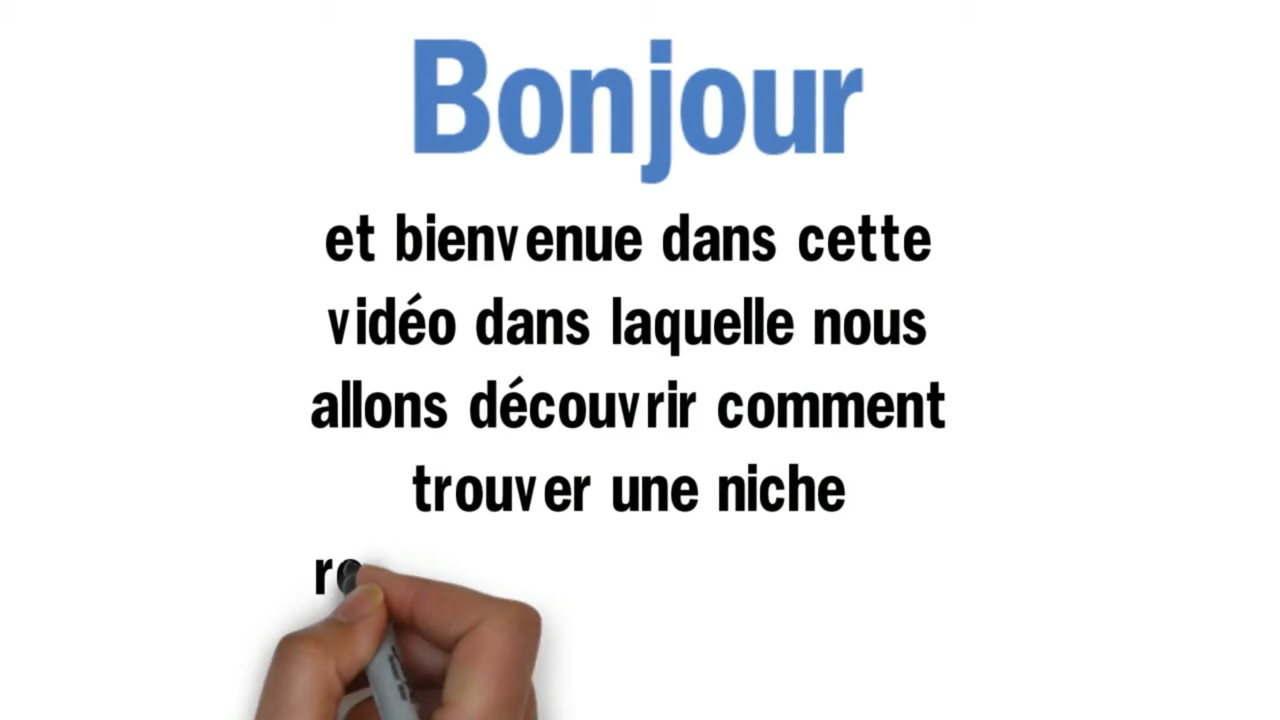 Bonjour
et bienvenue dans cette
vidéo dans laquelle nous
allons découvrir comment
trouver une niche